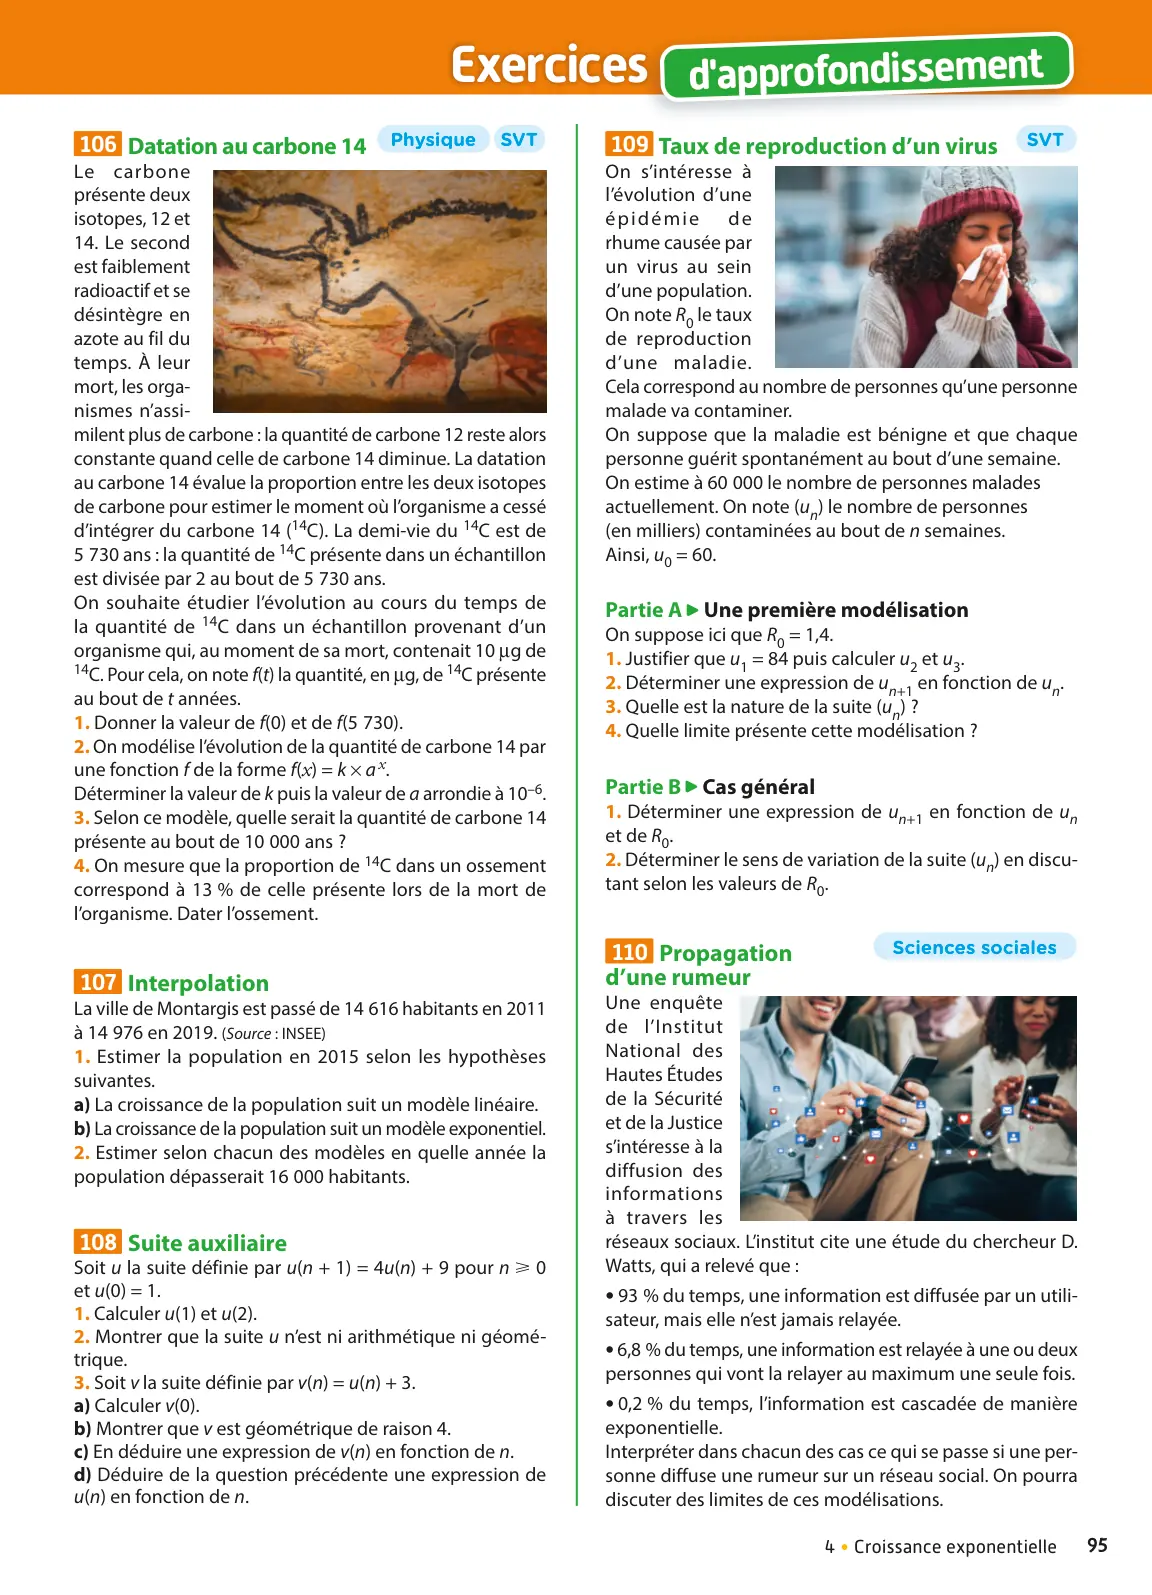 Exercices d'approfondissement
106 Datation au carbone 14 Physique SVT
Le carbone
présente deux
isotopes, 12 et
14. Le second
est faiblement
radioactif et se
désintègre en
azote au fil du
temps. À leur
mort, les orga-
nismes n’assi-
milent plus de carbone : la quantité de carbone 12 reste alors
constante quand celle de carbone 14 diminue. La datation
au carbone 14 évalue la proportion entre les deux isotopes
de carbone pour estimer le moment où l’organisme a cessé
d’intégrer du carbone 14 (¹⁴C). La demi-vie du ¹⁴C est de
5 730 ans : la quantité de ¹⁴C présente dans un échantillon
est divisée par 2 au bout de 5 730 ans.
On souhaite étudier l’évolution au cours du temps de
la quantité de ¹⁴C dans un échantillon provenant d’un
organisme qui, au moment de sa mort, contenait 10 µg de
¹⁴C. Pour cela, on note f(t) la quantité, en µg, de ¹⁴C présente
au bout de t années.
1. Donner la valeur de f(0) et de f(5 730).
2. On modélise l’évolution de la quantité de carbone 14 par
une fonction f de la forme f(x) = k × aˣ.
Déterminer la valeur de k puis la valeur de a arrondie à 10⁻⁶.
3. Selon ce modèle, quelle serait la quantité de carbone 14
présente au bout de 10 000 ans ?
4. On mesure que la proportion de ¹⁴C dans un ossement
correspond à 13 % de celle présente lors de la mort de
l’organisme. Dater l’ossement.
107 Interpolation
La ville de Montargis est passé de 14 616 habitants en 2011
à 14 976 en 2019. (Source : INSEE)
1. Estimer la population en 2015 selon les hypothèses
suivantes.
a) La croissance de la population suit un modèle linéaire.
b) La croissance de la population suit un modèle exponentiel.
2. Estimer selon chacun des modèles en quelle année la
population dépasserait 16 000 habitants.
108 Suite auxiliaire
Soit u la suite définie par u(n + 1) = 4u(n) + 9 pour n ⩾ 0
et u(0) = 1.
1. Calculer u(1) et u(2).
2. Montrer que la suite u n’est ni arithmétique ni géomé-
trique.
3. Soit v la suite définie par v(n) = u(n) + 3.
a) Calculer v(0).
b) Montrer que v est géométrique de raison 4.
c) En déduire une expression de v(n) en fonction de n.
d) Déduire de la question précédente une expression de
u(n) en fonction de n.
109 Taux de reproduction d’un virus SVT
On s’intéresse à
l’évolution d’une
épidémie de
rhume causée par
un virus au sein
d’une population.
On note R₀ le taux
de reproduction
d’une maladie.
Cela correspond au nombre de personnes qu’une personne
malade va contaminer.
On suppose que la maladie est bénigne et que chaque
personne guérit spontanément au bout d’une semaine.
On estime à 60 000 le nombre de personnes malades
actuellement. On note (uₙ) le nombre de personnes
(en milliers) contaminées au bout de n semaines.
Ainsi, u₀ = 60.
Partie A ▶ Une première modélisation
On suppose ici que R₀ = 1,4.
1. Justifier que u₁ = 84 puis calculer u₂ et u₃.
2. Déterminer une expression de uₙ₊₁ en fonction de uₙ.
3. Quelle est la nature de la suite (uₙ) ?
4. Quelle limite présente cette modélisation ?
Partie B ▶ Cas général
1. Déterminer une expression de uₙ₊₁ en fonction de uₙ
et de R₀.
2. Déterminer le sens de variation de la suite (uₙ) en discu-
tant selon les valeurs de R₀.
110 Propagation Sciences sociales
d’une rumeur
Une enquête
de l’Institut
National des
Hautes Études
de la Sécurité
et de la Justice
s’intéresse à la
diffusion des
informations
à travers les
réseaux sociaux. L’institut cite une étude du chercheur D.
Watts, qui a relevé que :
• 93 % du temps, une information est diffusée par un utili-
sateur, mais elle n’est jamais relayée.
• 6,8 % du temps, une information est relayée à une ou deux
personnes qui vont la relayer au maximum une seule fois.
• 0,2 % du temps, l’information est cascadée de manière
exponentielle.
Interpréter dans chacun des cas ce qui se passe si une per-
sonne diffuse une rumeur sur un réseau social. On pourra
discuter des limites de ces modélisations.
4 • Croissance exponentielle 95